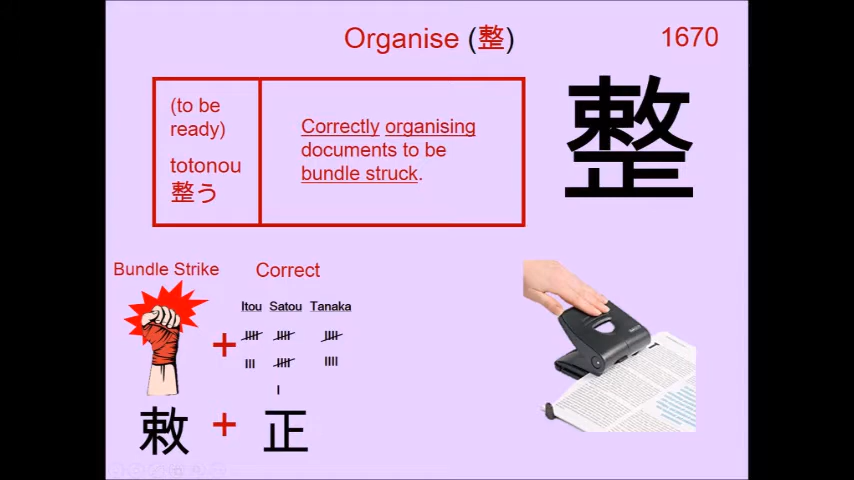 Organise (整)
1670
(to be
ready)
totonou
整う
Correctly organising
documents to be
bundle struck.
整
Bundle Strike
Correct
Itou Satou Tanaka
+
敕 + 正